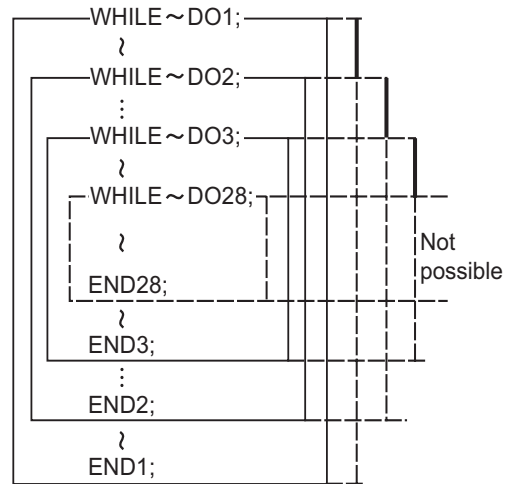 WHILE～DO1;
~
WHILE～DO2;
⋮
WHILE～DO3;
~
WHILE～DO28;
~
Not
possible
END28;
~
END3;
⋮
END2;
~
END1;